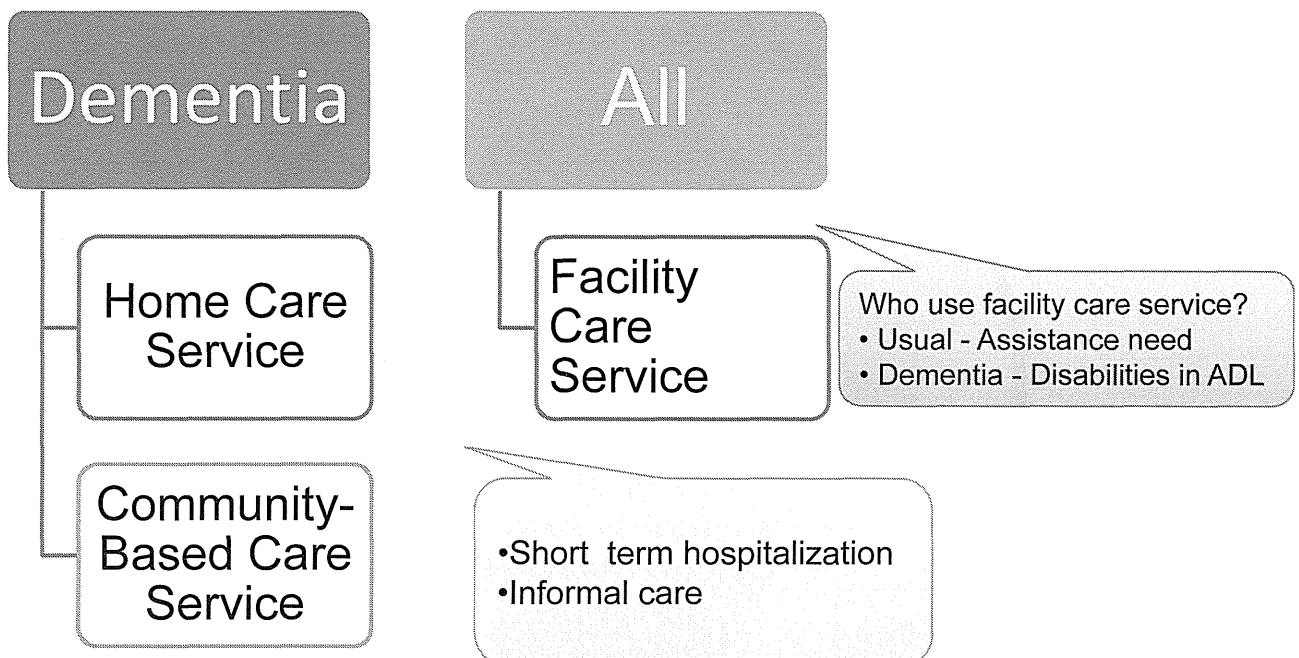 Dementia
Home Care
Service
Community-
Based Care
Service
All
Facility
Care
Service
Who use facility care service?
• Usual - Assistance need
• Dementia - Disabilities in ADL
•Short term hospitalization
•Informal care